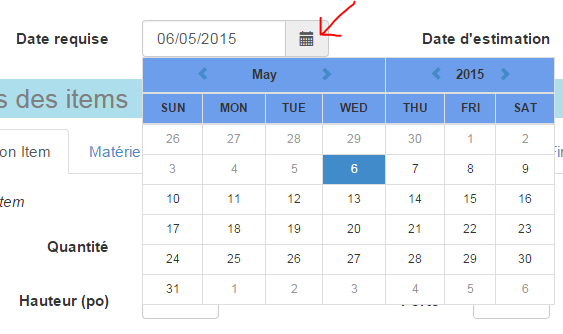 Date requise 06/05/2015 Date d'estimation
May 2015
s des items
SUN MON TUE WED THU FRI SAT
26 27 28 29 30 1 2
on Item Matérie
3 4 5 6 7 8 9
10 11 12 13 14 15 16
tem
17 18 19 20 21 22 23
Quantité
24 25 26 27 28 29 30
31 1 2 3 4 5 6
Hauteur (po)